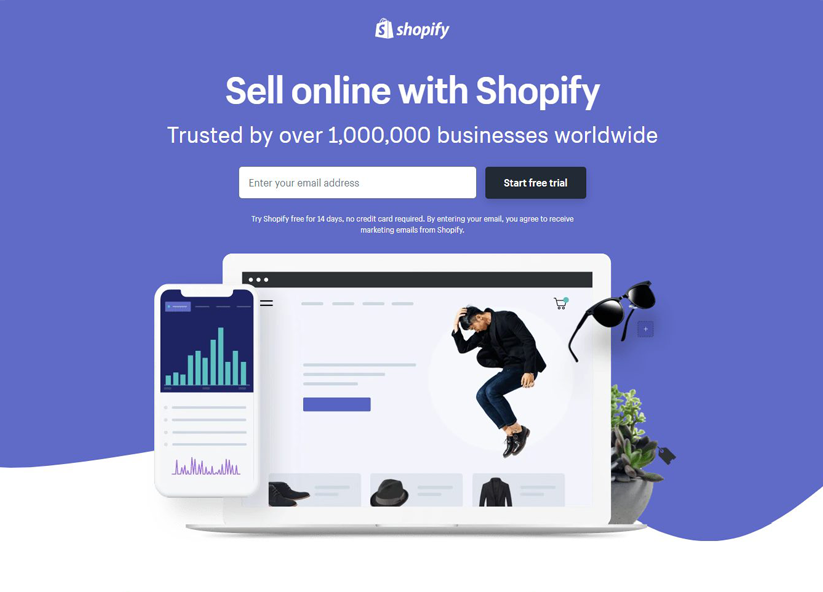 shopify
Sell online with Shopify
Trusted by over 1,000,000 businesses worldwide
Enter your email address
Start free trial
Try Shopify free for 14 days, no credit card required. By entering your email, you agree to receive
marketing emails from Shopify.